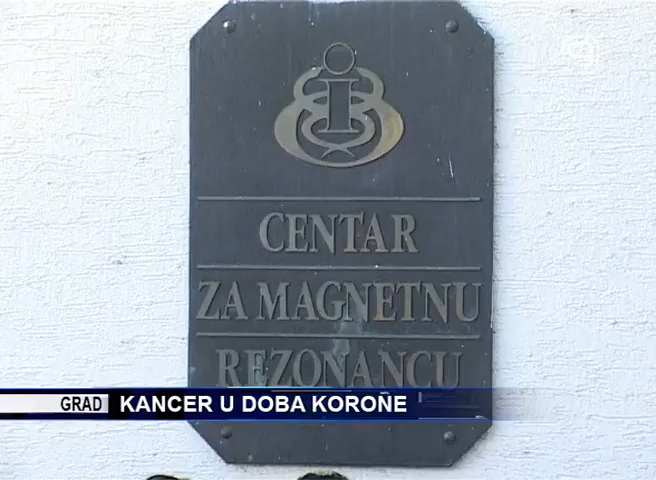 CENTAR
ZA MAGNETNU
REZONANCU
GRAD KANCER U DOBA KORONE